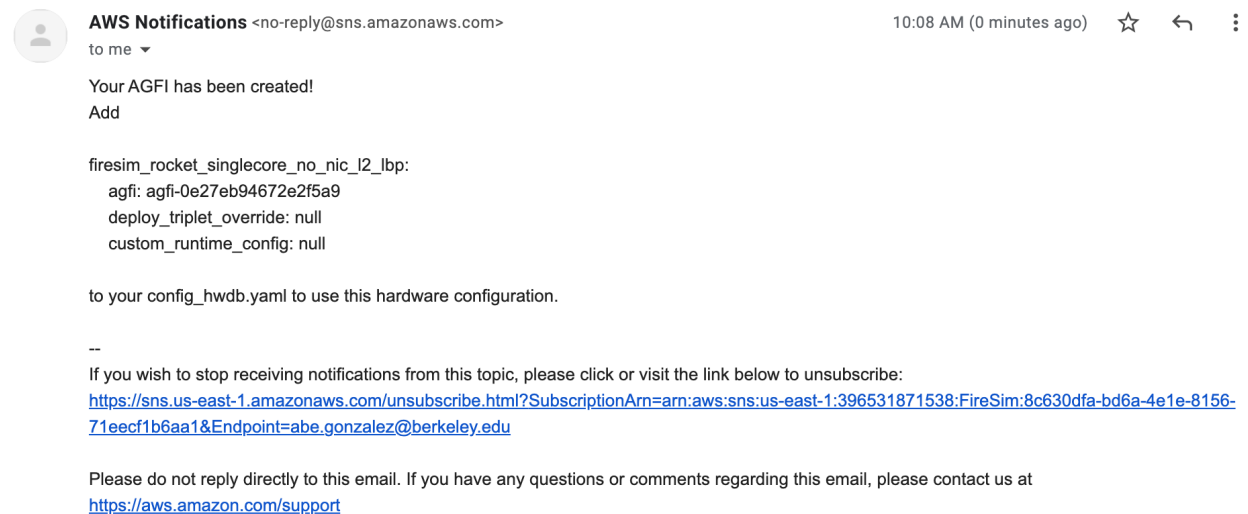 AWS Notifications <no-reply@sns.amazonaws.com> 10:08 AM (0 minutes ago)
to me
Your AGFI has been created!
Add
firesim_rocket_singlecore_no_nic_l2_lbp:
agfi: agfi-0e27eb94672e2f5a9
deploy_triplet_override: null
custom_runtime_config: null
to your config_hwdb.yaml to use this hardware configuration.
--
If you wish to stop receiving notifications from this topic, please click or visit the link below to unsubscribe:
https://sns.us-east-1.amazonaws.com/unsubscribe.html?SubscriptionArn=arn:aws:sns:us-east-1:396531871538:FireSim:8c630dfa-bd6a-4e1e-8156-
71eecf1b6aa1&Endpoint=abe.gonzalez@berkeley.edu
Please do not reply directly to this email. If you have any questions or comments regarding this email, please contact us at
https://aws.amazon.com/support